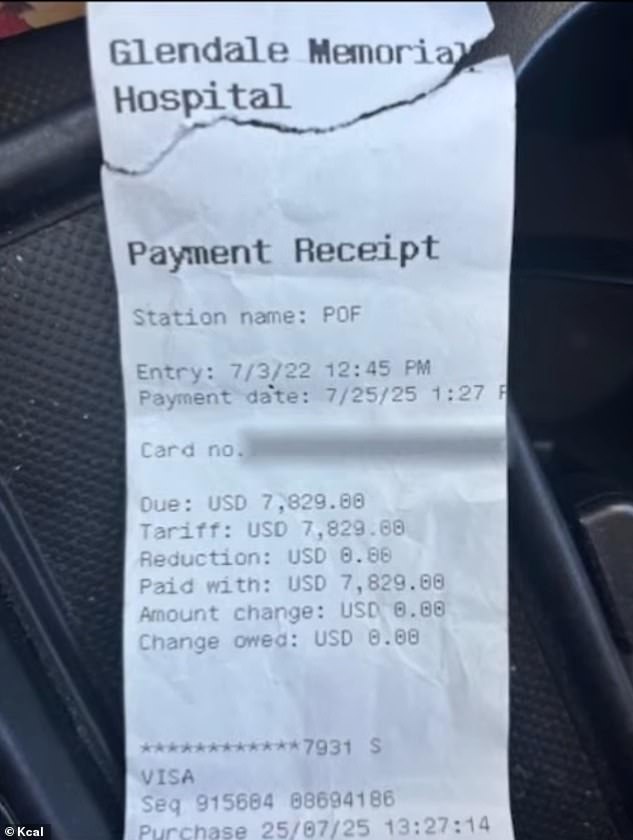 Glendale Memorial
Hospital
Payment Receipt
Station name: POF
Entry: 7/3/22 12:45 PM
Payment date: 7/25/25 1:27 P
Card no.
Due: USD 7,829.00
Tariff: USD 7,829.00
Reduction: USD 0.00
Paid with: USD 7,829.00
Amount change: USD 0.00
Change owed: USD 0.00
************7931 S
VISA
Seq 915604 08694186
Purchase 25/07/25 13:27:14
© Kcal